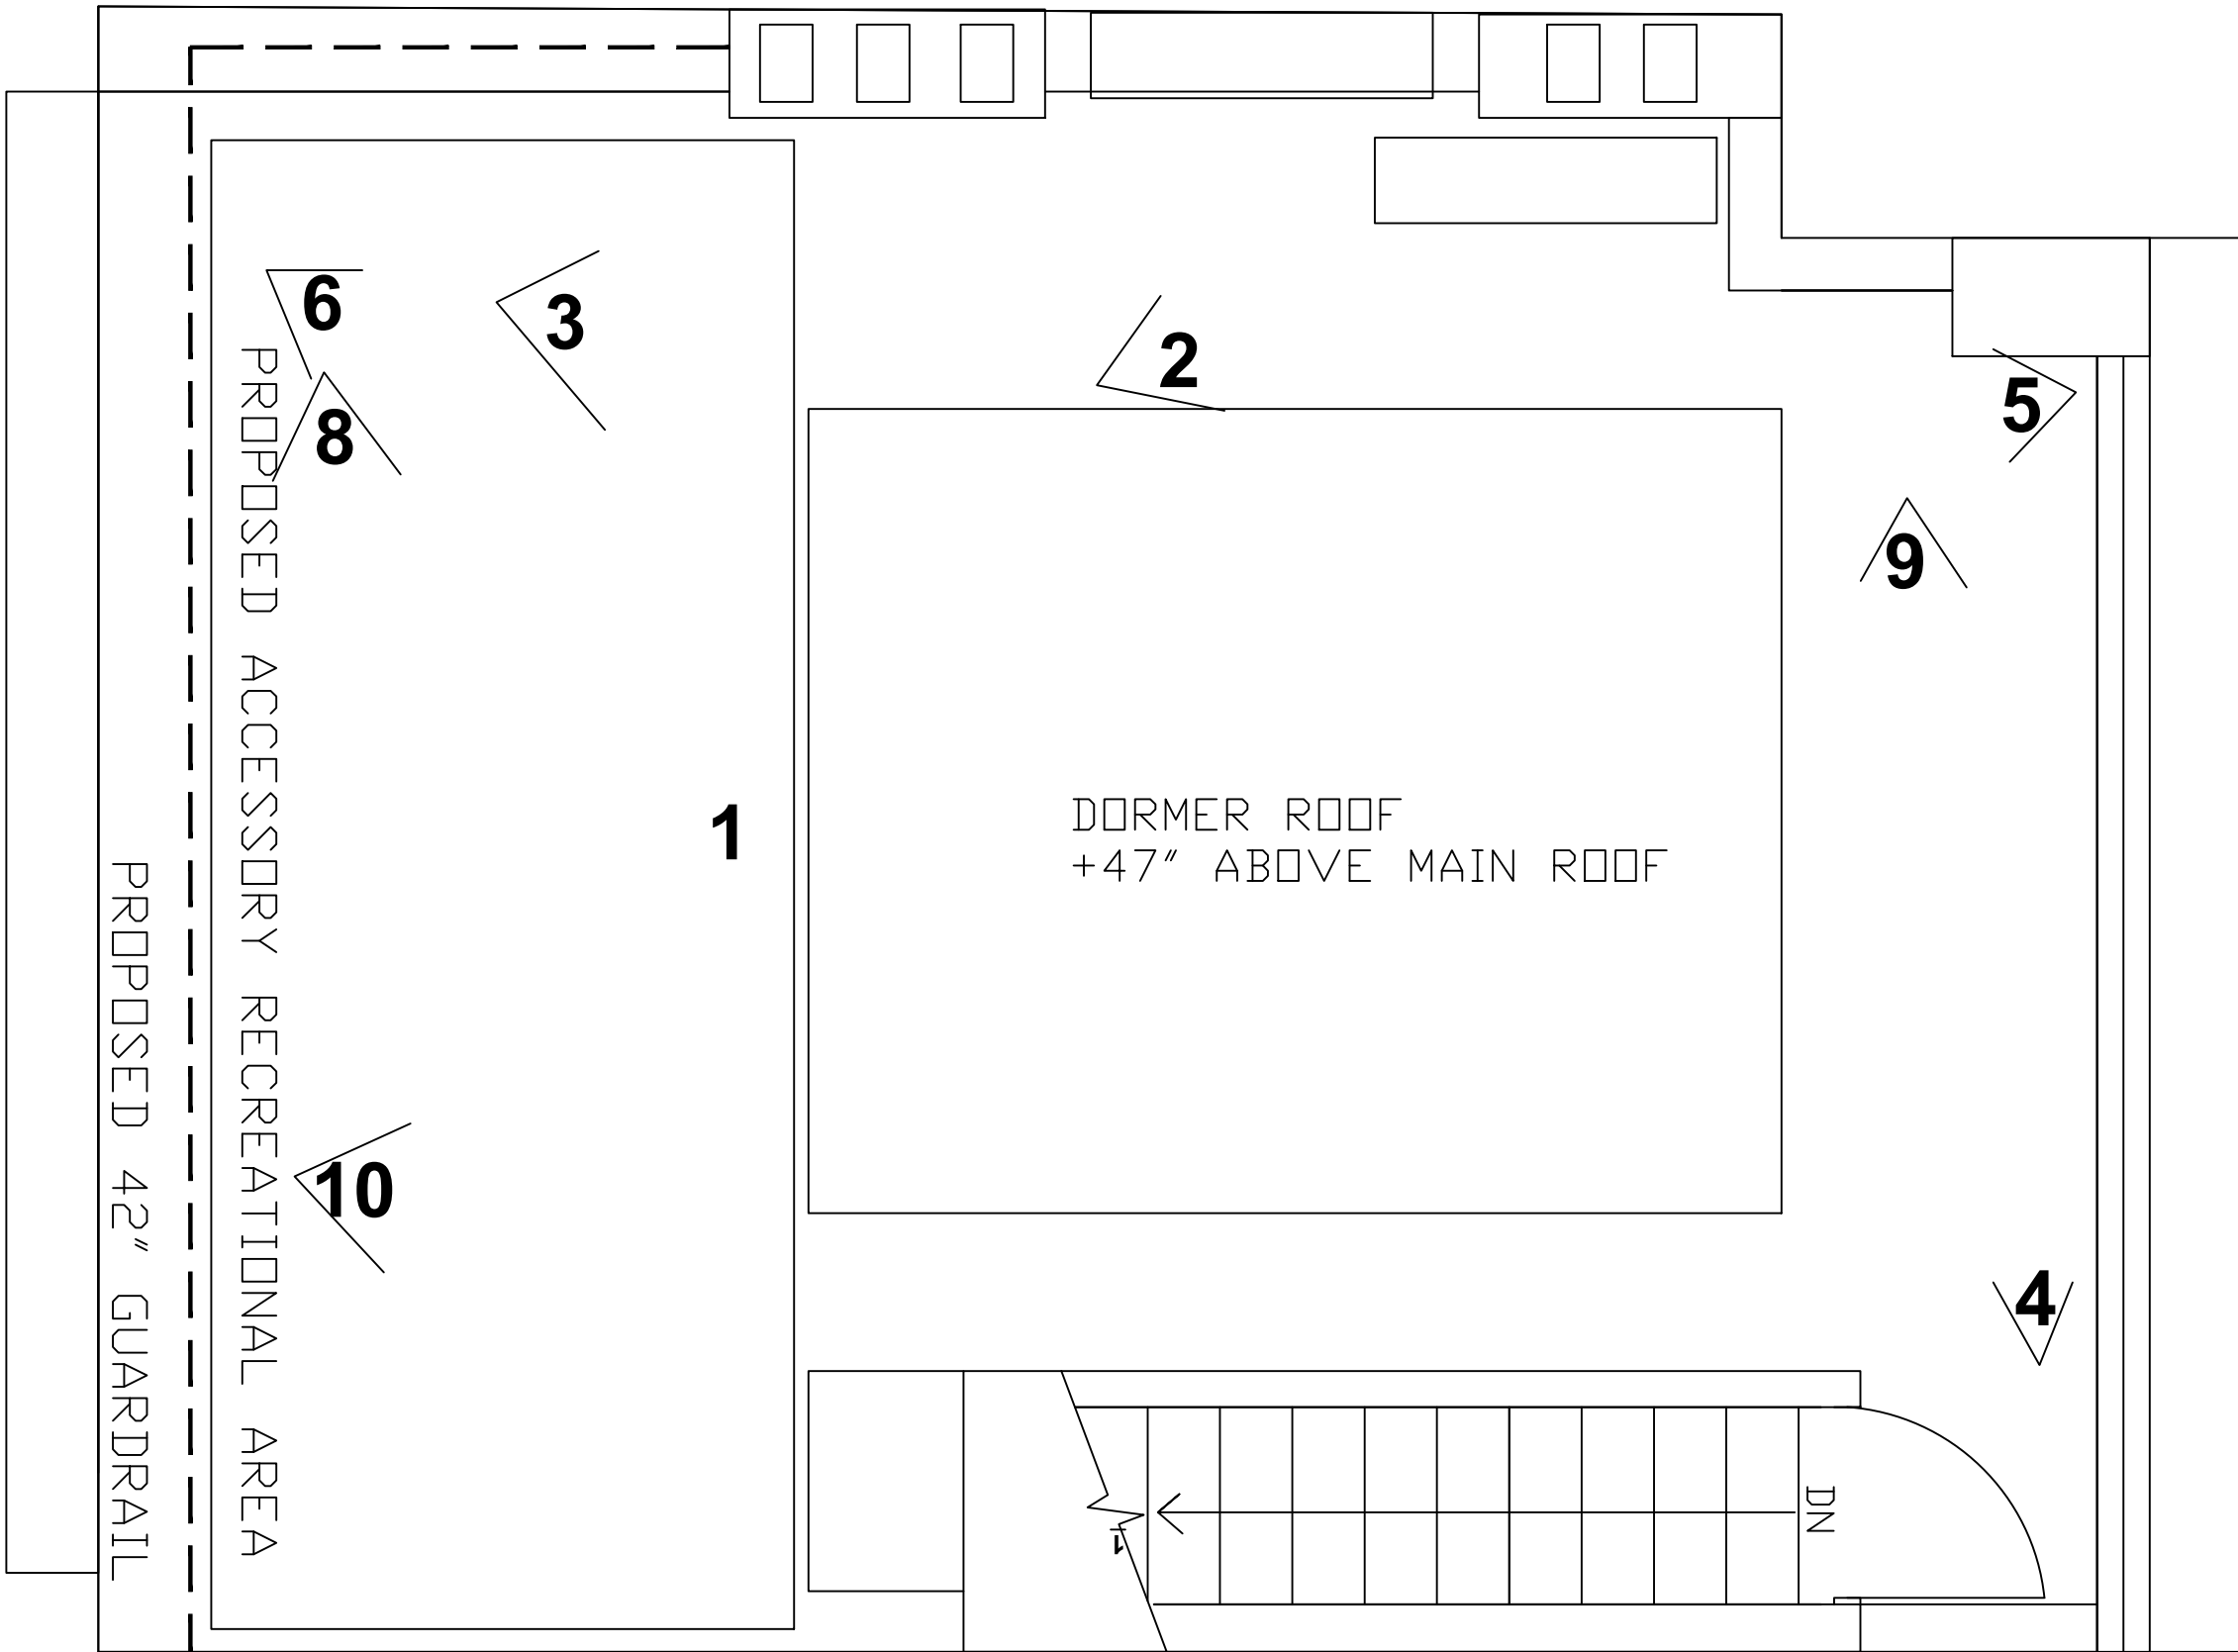 6
3
2
5
8
9
PROPOSED ACCESSORY RECREATIONAL AREA
1
DORMER ROOF
+47" ABOVE MAIN ROOF
PROPOSED 42" GUARDRAIL
10
4
DN
1